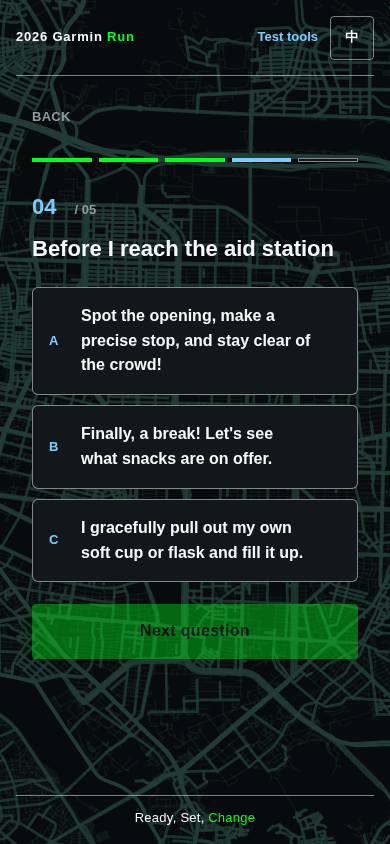 2026 Garmin Run
Test tools
中
BACK
04 / 05
Before I reach the aid station
A
Spot the opening, make a
precise stop, and stay clear of
the crowd!
B
Finally, a break! Let's see
what snacks are on offer.
C
I gracefully pull out my own
soft cup or flask and fill it up.
Next question
Ready, Set, Change